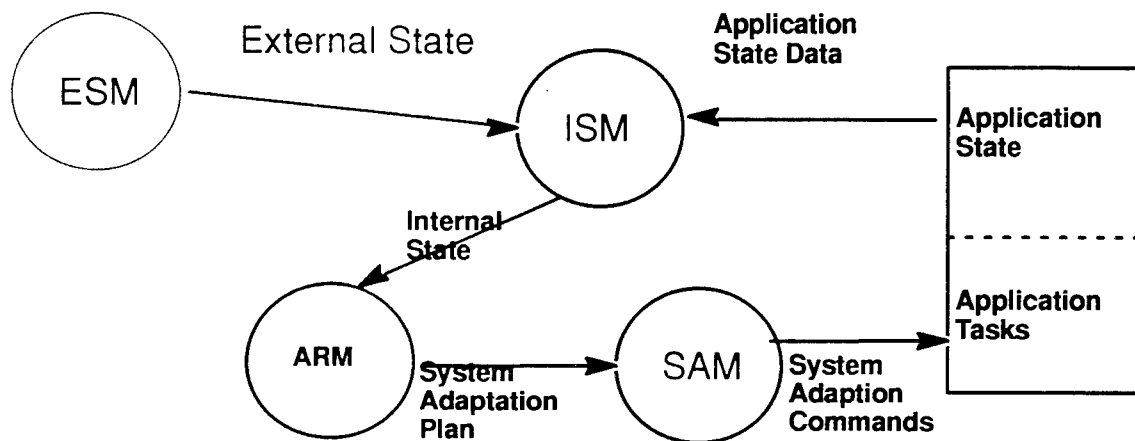 External State
Application
State Data
ESM
ISM
Application
State
Internal
State
Application
Tasks
ARM
SAM
System
Adaptation
Plan
System
Adaption
Commands